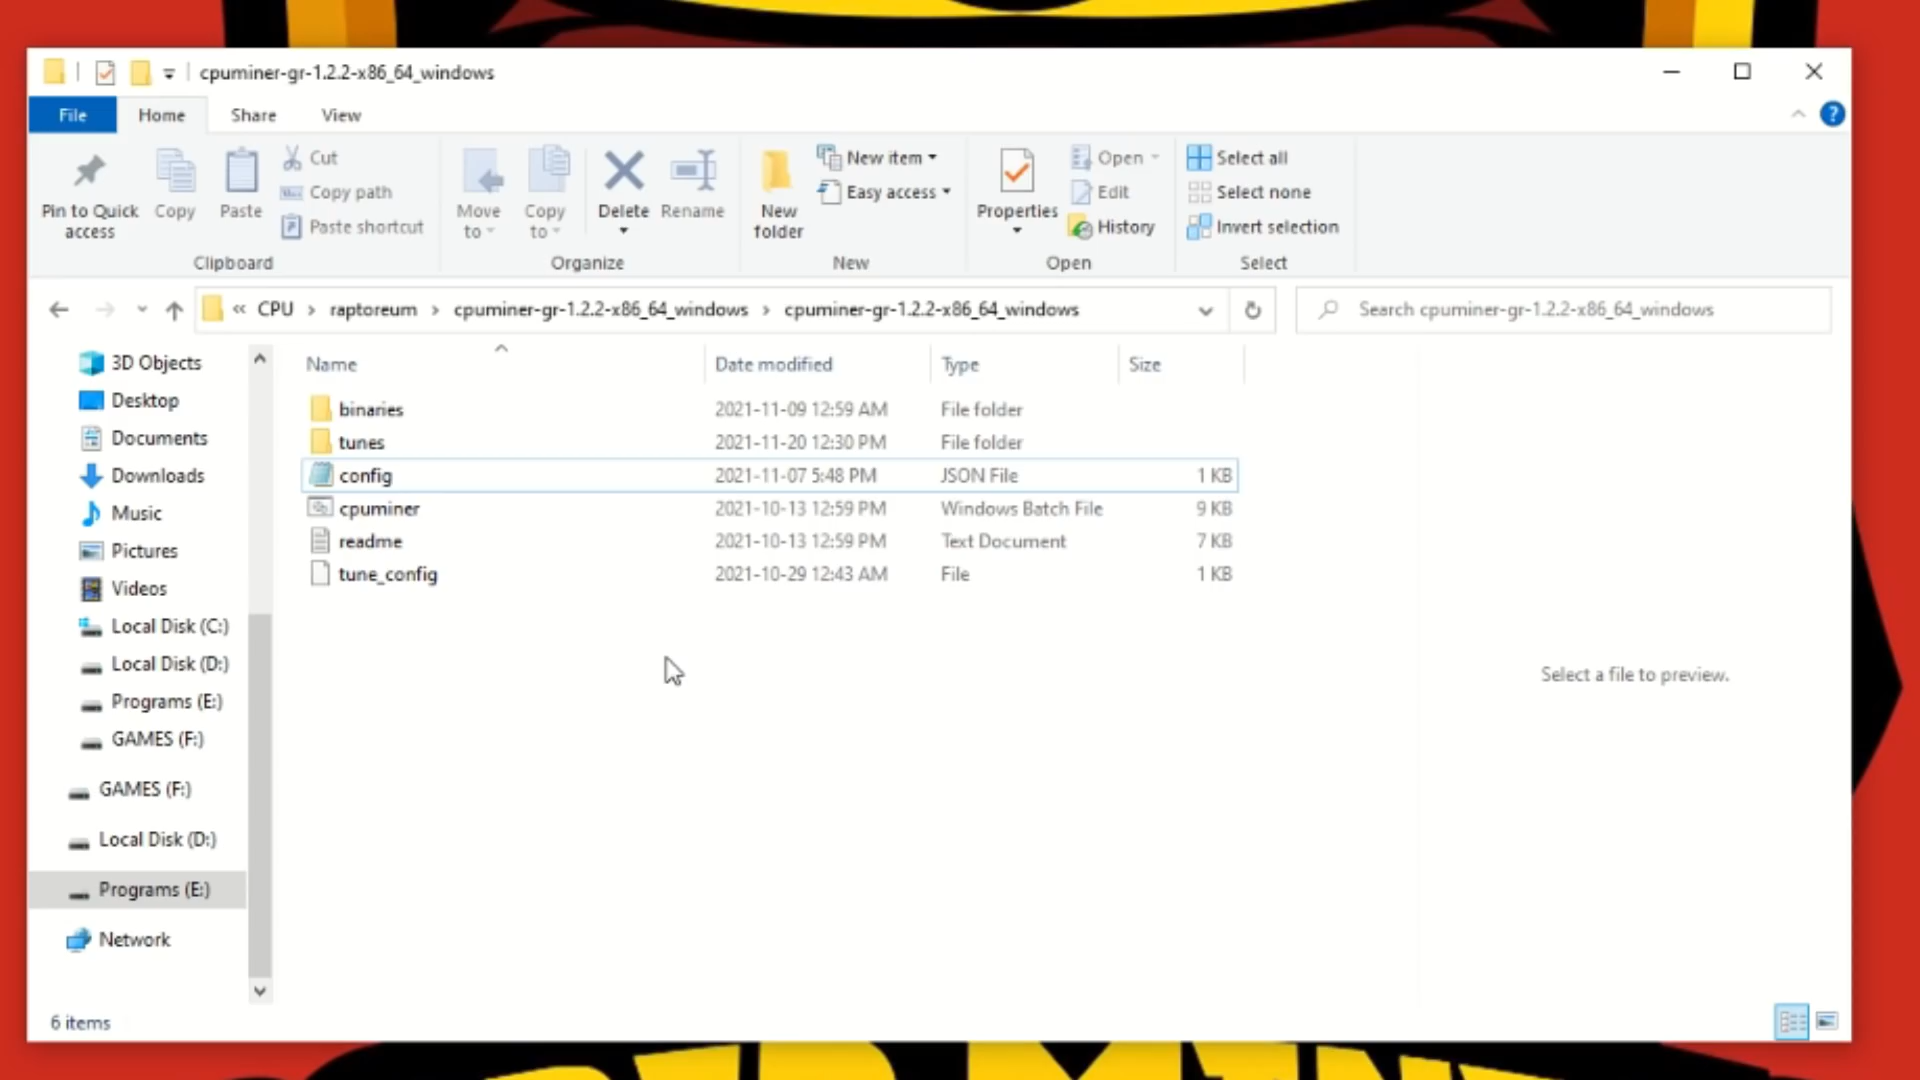 cpuminer-gr-1.2.2-x86_64_windows
File Home Share View
Pin to Quick access
Copy
Paste
Cut
Copy path
Paste shortcut
Clipboard
Move to
Copy to
Delete
Rename
Organize
New folder
New item
Easy access
New
Properties
Open
Edit
History
Open
Select all
Select none
Invert selection
Select
« CPU › raptoreum › cpuminer-gr-1.2.2-x86_64_windows › cpuminer-gr-1.2.2-x86_64_windows
Search cpuminer-gr-1.2.2-x86_64_windows
3D Objects
Desktop
Documents
Downloads
Music
Pictures
Videos
Local Disk (C:)
Local Disk (D:)
Programs (E:)
GAMES (F:)
GAMES (F:)
Local Disk (D:)
Programs (E:)
Network
Name Date modified Type Size
binaries 2021-11-09 12:59 AM File folder
tunes 2021-11-20 12:30 PM File folder
config 2021-11-07 5:48 PM JSON File 1 KB
cpuminer 2021-10-13 12:59 PM Windows Batch File 9 KB
readme 2021-10-13 12:59 PM Text Document 7 KB
tune_config 2021-10-29 12:43 AM File 1 KB
Select a file to preview.
6 items